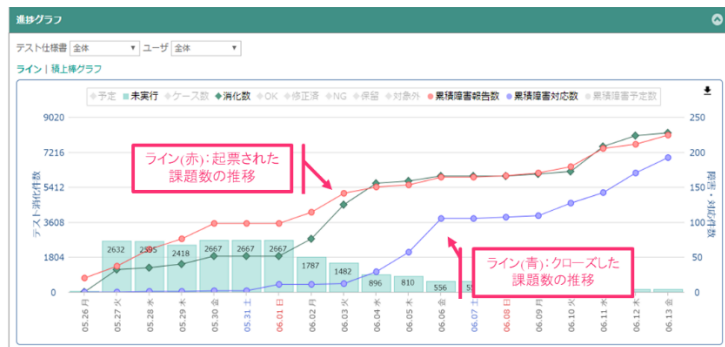 進捗グラフ
テスト仕様書 全体 ユーザ 全体
ライン | 積上棒グラフ
予定 未実行 ケース数 消化数 OK 修正済 NG 保留 対象外 累積障害報告数 累積障害対応数 累積障害予定数
9020 250
7216 200
5412 150
3608 100
1804 50
0 0
テスト消化件数
障害・対応件数
ライン(赤):起票された
課題数の推移
ライン(青):クローズした
課題数の推移
2632 2595 2418 2667 2667 2667 1787 1482 896 810 556
05.26 月
05.27 火
05.28 水
05.29 木
05.30 金
05.31 土
06.01 日
06.02 月
06.03 火
06.04 水
06.05 木
06.06 金
06.07 土
06.08 日
06.09 月
06.10 火
06.11 水
06.12 木
06.13 金